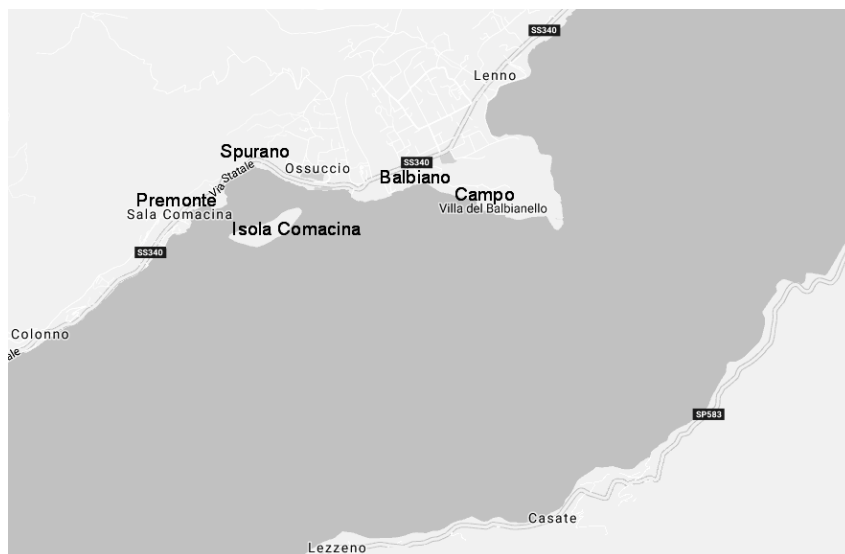 SS340
Lenno
Spurano
Via Statale
Ossuccio
SS340
Balbiano
Premonte
Sala Comacina
Campo
Villa del Balbianello
Isola Comacina
SS340
Colonno
ale
SP583
Casate
Lezzeno